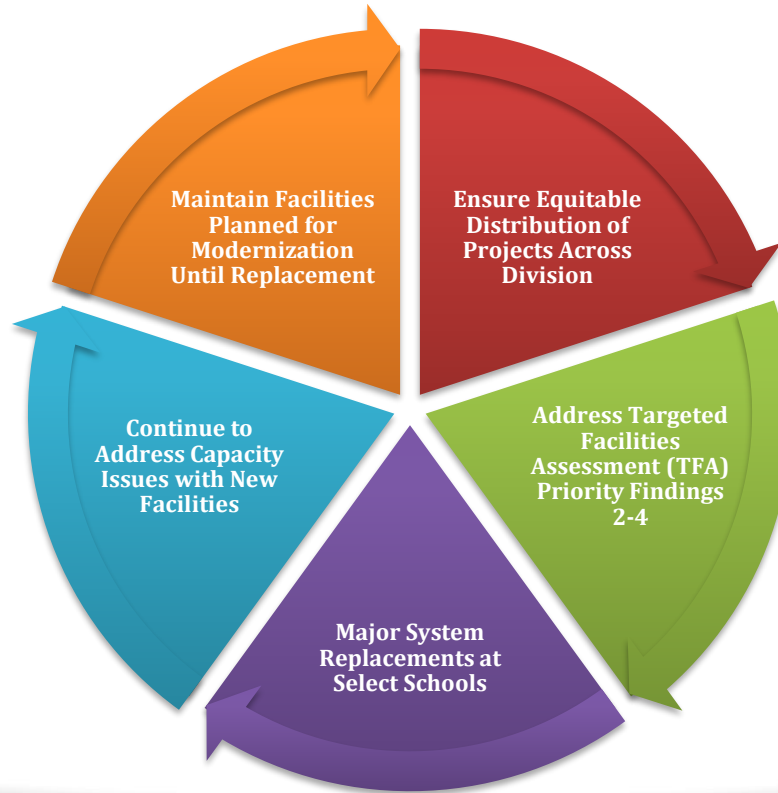 Maintain Facilities
Planned for
Modernization
Until Replacement
Ensure Equitable
Distribution of
Projects Across
Division
Address Targeted
Facilities
Assessment (TFA)
Priority Findings
2-4
Major System
Replacements at
Select Schools
Continue to
Address Capacity
Issues with New
Facilities